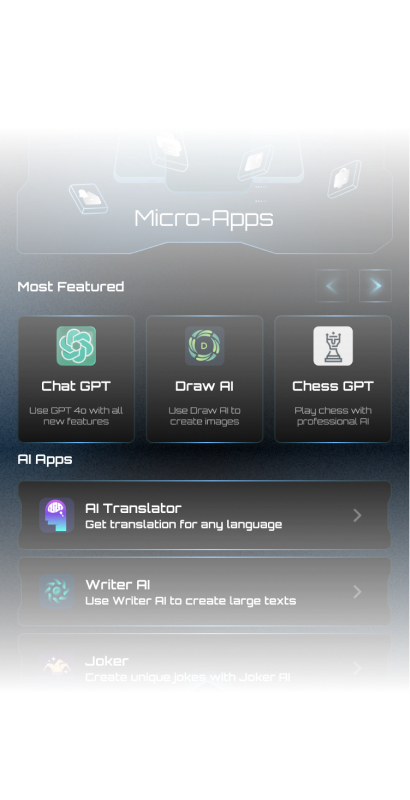 Micro-Apps
Most Featured
Chat GPT
Use GPT 4o with all
new features
D
Draw AI
Use Draw AI to
create images
Chess GPT
Play chess with
professional AI
AI Apps
AI Translator
Get translation for any language
Writer AI
Use Writer AI to create large texts
Joker
Create unique jokes with Joker AI